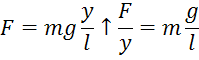 F = mg y/l ↑ F/y = m g/l